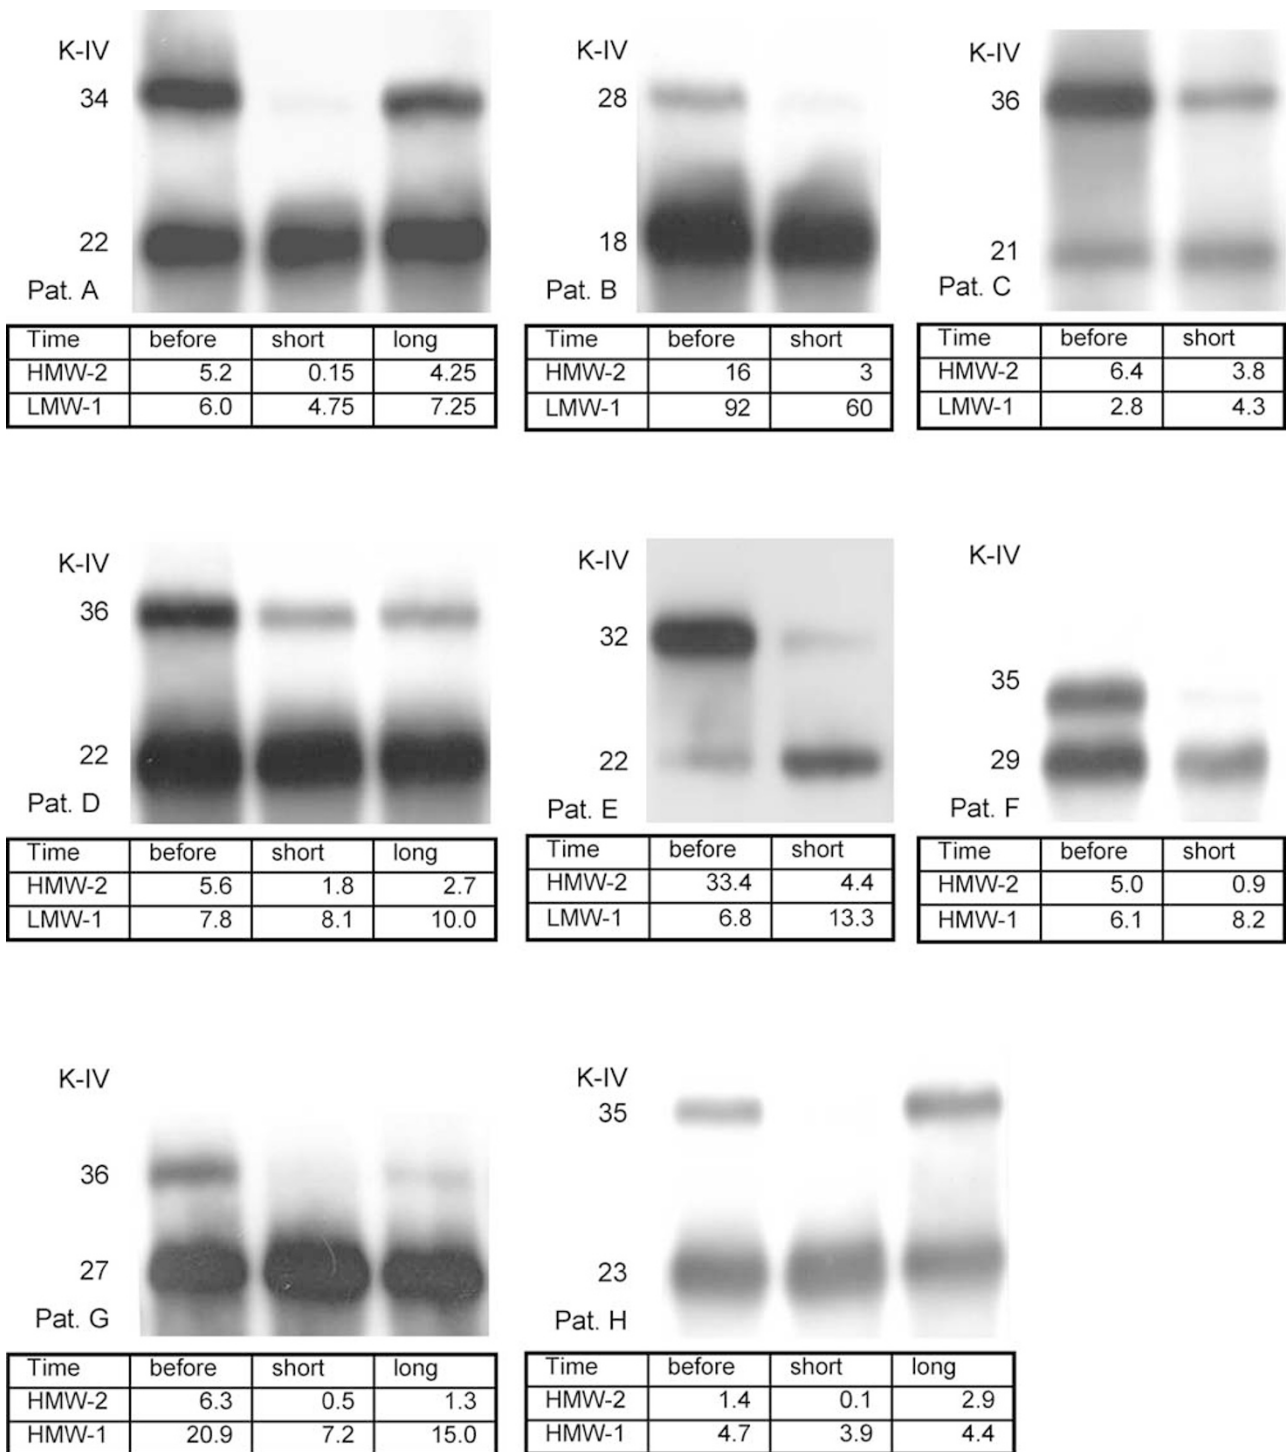 K-IV
34
22
Pat. A
Time before short long
HMW-2 5.2 0.15 4.25
LMW-1 6.0 4.75 7.25
K-IV
28
18
Pat. B
Time before short
HMW-2 16 3
LMW-1 92 60
K-IV
36
21
Pat. C
Time before short
HMW-2 6.4 3.8
LMW-1 2.8 4.3
K-IV
36
22
Pat. D
Time before short long
HMW-2 5.6 1.8 2.7
LMW-1 7.8 8.1 10.0
K-IV
32
22
Pat. E
Time before short
HMW-2 33.4 4.4
LMW-1 6.8 13.3
K-IV
35
29
Pat. F
Time before short
HMW-2 5.0 0.9
HMW-1 6.1 8.2
K-IV
36
27
Pat. G
Time before short long
HMW-2 6.3 0.5 1.3
HMW-1 20.9 7.2 15.0
K-IV
35
23
Pat. H
Time before short long
HMW-2 1.4 0.1 2.9
HMW-1 4.7 3.9 4.4